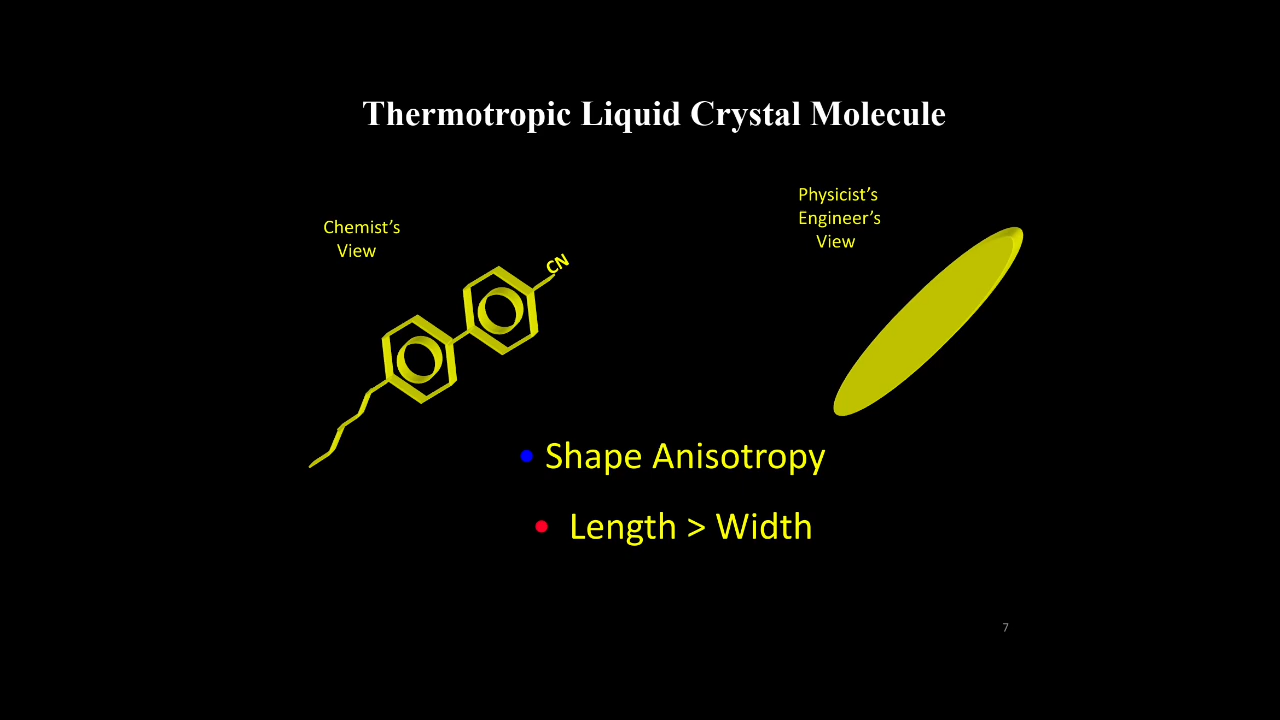 Thermotropic Liquid Crystal Molecule
Chemist’s
View
Physicist’s
Engineer’s
View
CN
• Shape Anisotropy
• Length > Width
7